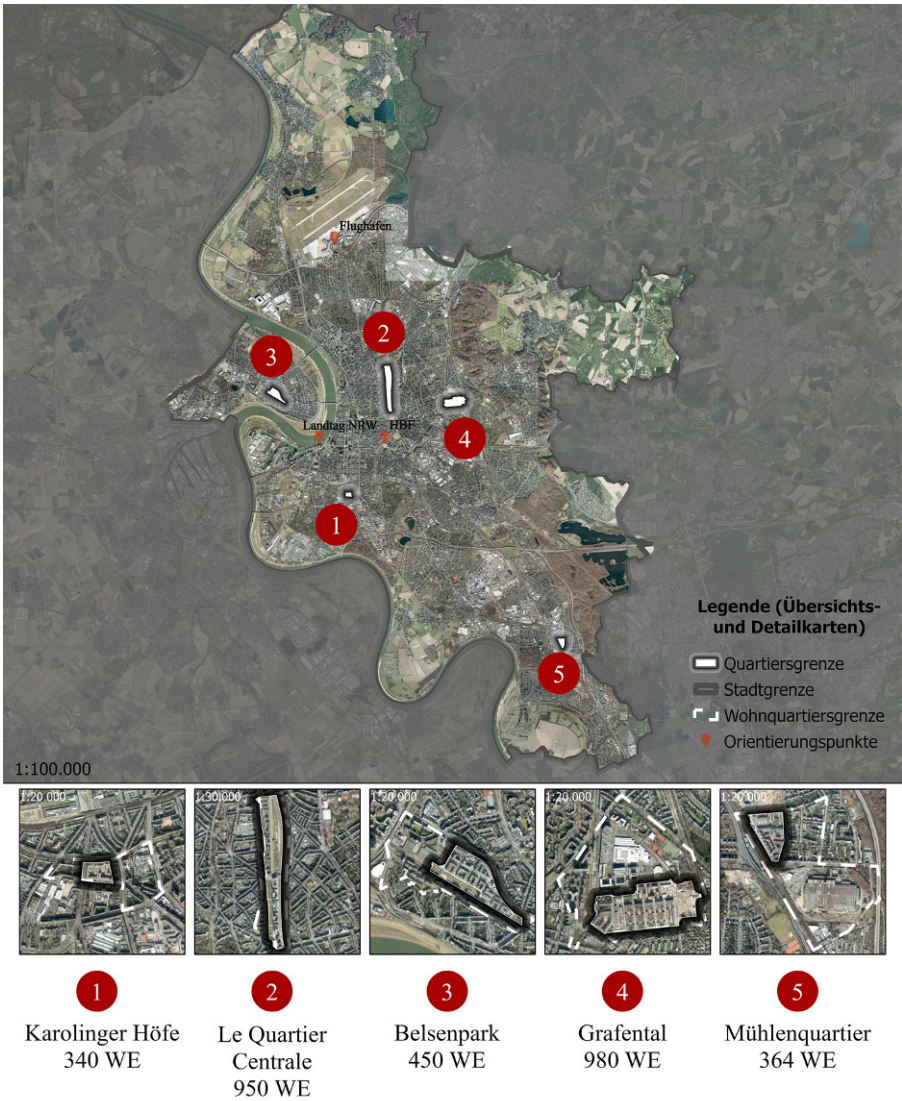 Flughafen
2
3
Landtag NRW
HBF
4
1
Legende (Übersichts-
und Detailkarten)
Quartiersgrenze
Stadtgrenze
5
Wohnquartiersgrenze
Orientierungspunkte
1:100.000
1:20.000
1:30.000
1:20.000
1:20.000
1:20.000
1
2
3
4
5
Karolinger Höfe
340 WE
Le Quartier
Centrale
950 WE
Belsenpark
450 WE
Grafental
980 WE
Mühlenquartier
364 WE